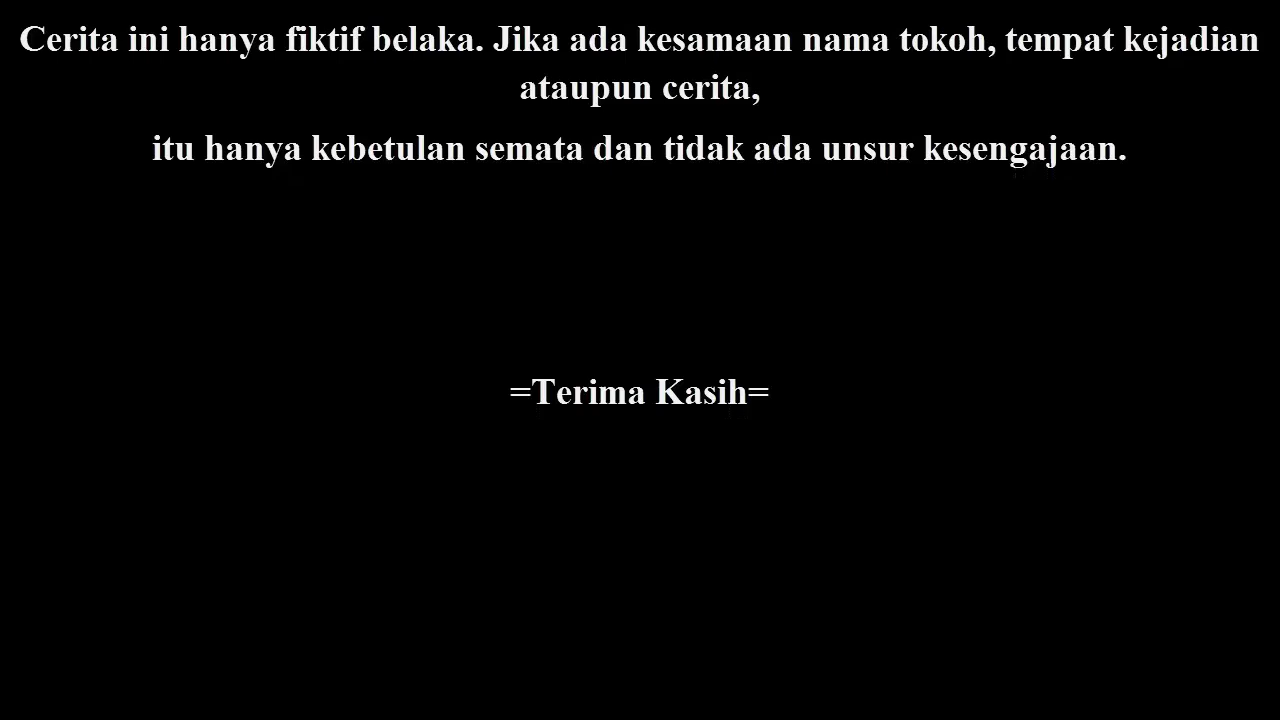 Cerita ini hanya fiktif belaka. Jika ada kesamaan nama tokoh, tempat kejadian
ataupun cerita,
itu hanya kebetulan semata dan tidak ada unsur kesengajaan.
=Terima Kasih=